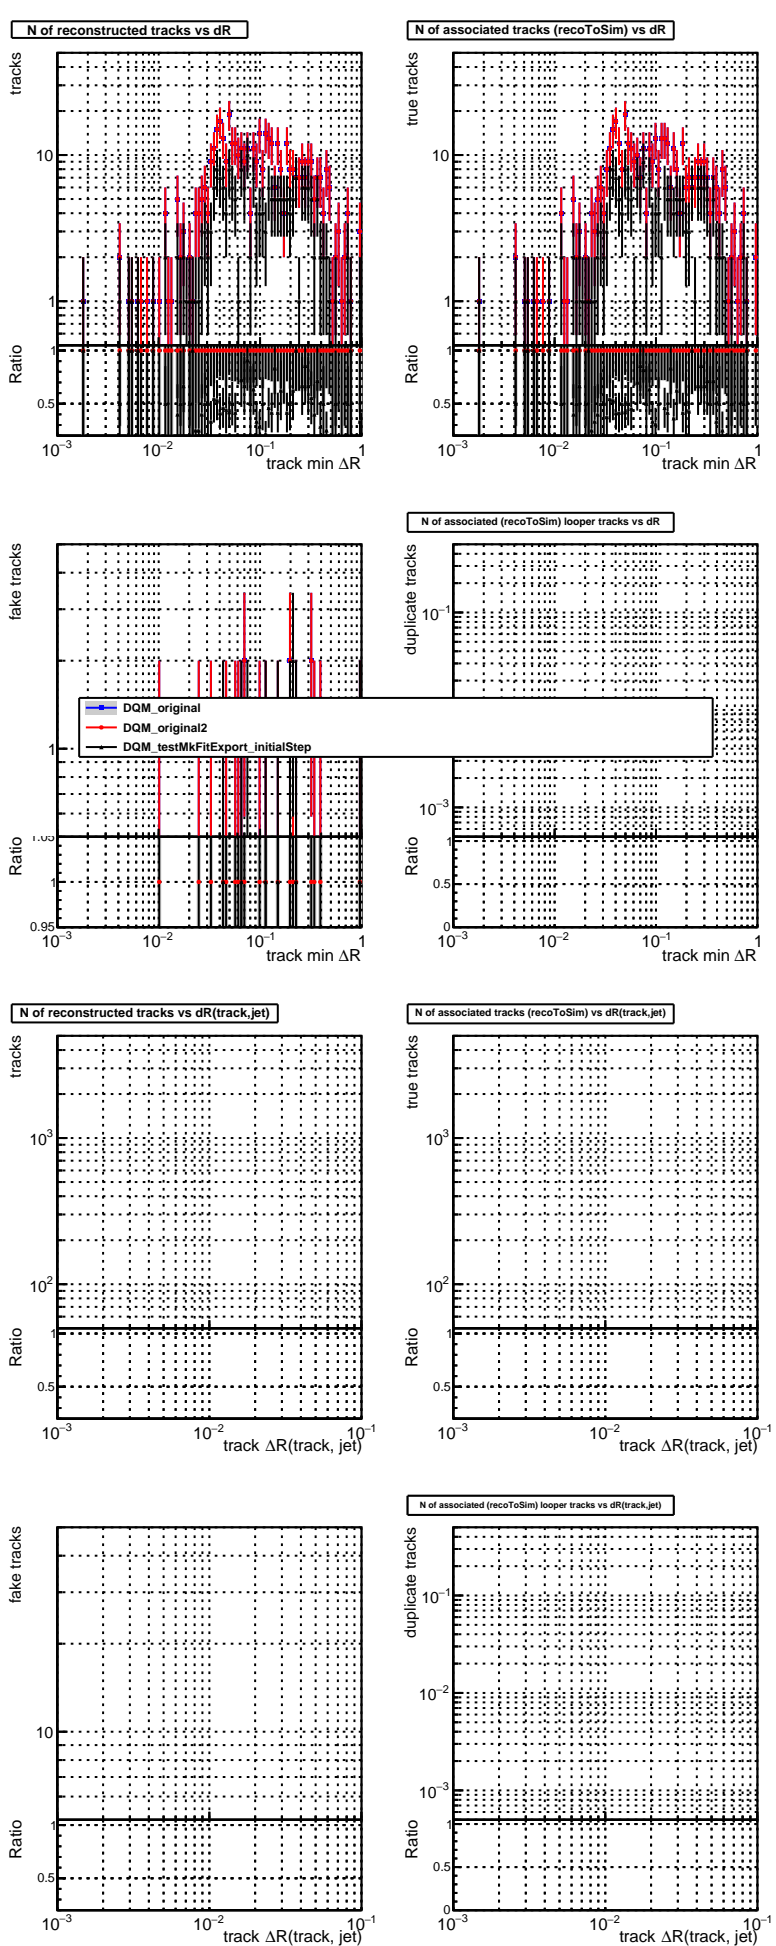 N of reconstructed tracks vs dR
tracks
10
1
Ratio
1
0.5
10−3
10−2
10−1
1
track min ΔR
N of associated tracks (recoToSim) vs dR
true tracks
10
1
Ratio
1
0.5
10−3
10−2
10−1
1
track min ΔR
fake tracks
1
Ratio
1.05
1
0.95
10−3
10−2
10−1
1
track min ΔR
N of associated (recoToSim) looper tracks vs dR
duplicate tracks
10−1
10−3
Ratio
1
0.5
0
10−3
10−2
10−1
1
track min ΔR
DQM_original
DQM_original2
DQM_testMkFitExport_initialStep
N of reconstructed tracks vs dR(track,jet)
tracks
103
102
Ratio
1
0.5
10−3
10−2
10−1
track ΔR(track, jet)
N of associated tracks (recoToSim) vs dR(track,jet)
true tracks
103
102
Ratio
1
0.5
10−3
10−2
10−1
track ΔR(track, jet)
fake tracks
10
Ratio
1
0.5
10−3
10−2
10−1
track ΔR(track, jet)
N of associated (recoToSim) looper tracks vs dR(track,jet)
duplicate tracks
10−1
10−2
10−3
Ratio
1
0.5
0
10−3
10−2
10−1
track ΔR(track, jet)